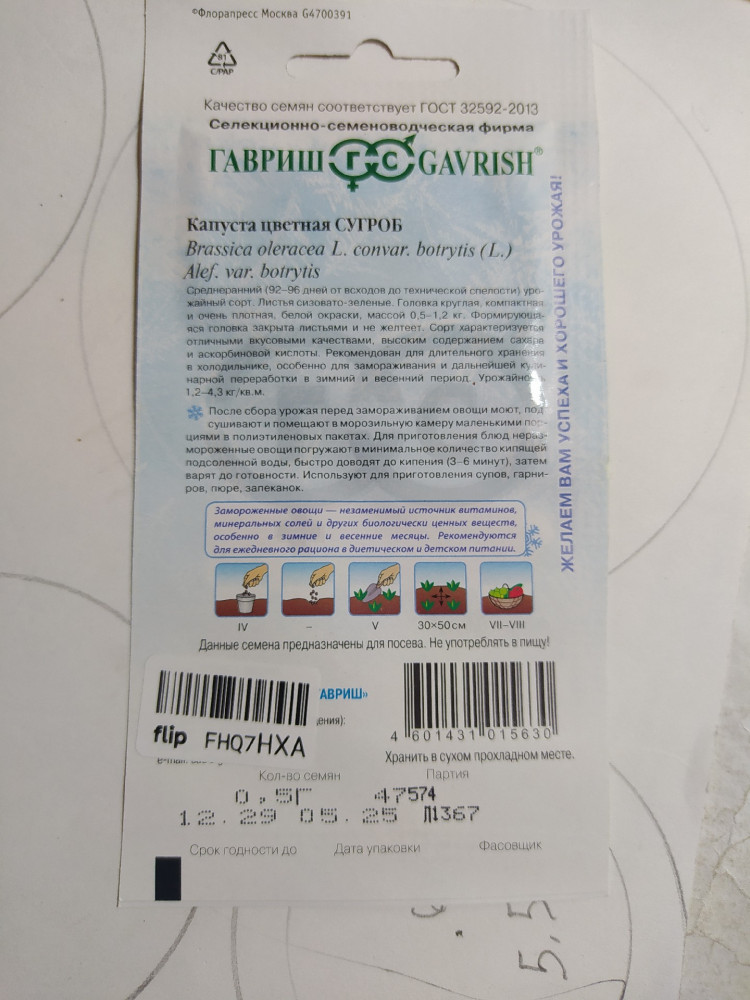 ©Флорапресс Москва G4700391
81
C/PAP
Качество семян соответствует ГОСТ 32592-2013
Селекционно-семеноводческая фирма
ГАВРИШ ГС GAVRISH®
Капуста цветная СУГРОБ
Brassica oleracea L. convar. botrytis (L.)
Alef. var. botrytis
Среднеранний (92–96 дней от всходов до технической спелости) уро-
жайный сорт. Листья сизовато-зеленые. Головка круглая, компактная
и очень плотная, белой окраски, массой 0,5–1,2 кг. Формирующа-
яся головка закрыта листьями и не желтеет. Сорт характеризуется
отличными вкусовыми качествами, высоким содержанием сахара
и аскорбиновой кислоты. Рекомендован для длительного хранения
в холодильнике, особенно для замораживания и дальнейшей кули-
нарной переработки в зимний и весенний период. Урожайность
1,2–4,3 кг/кв.м.
После сбора урожая перед замораживанием овощи моют, под-
сушивают и помещают в морозильную камеру маленькими пор-
циями в полиэтиленовых пакетах. Для приготовления блюд нераз-
мороженные овощи погружают в минимальное количество кипящей
подсоленной воды, быстро доводят до кипения (3–6 минут), затем
варят до готовности. Используют для приготовления супов, гарни-
ров, пюре, запеканок.
Замороженные овощи — незаменимый источник витаминов,
минеральных солей и других биологически ценных веществ,
особенно в зимние и весенние месяцы. Рекомендуются
для ежедневного рациона в диетическом и детском питании.
IV – V 30×50см VII–VIII
Данные семена предназначены для посева. Не употреблять в пищу!
ЖЕЛАЕМ ВАМ УСПЕХА И ХОРОШЕГО УРОЖАЯ!
АВРИШ»
ения):
flip FHQ7HXA
4 601431 015630
Хранить в сухом прохладном месте.
Кол-во семян Партия
0,5Г 47574
12.29 05.25 Л1367
Срок годности до Дата упаковки Фасовщик
5.5